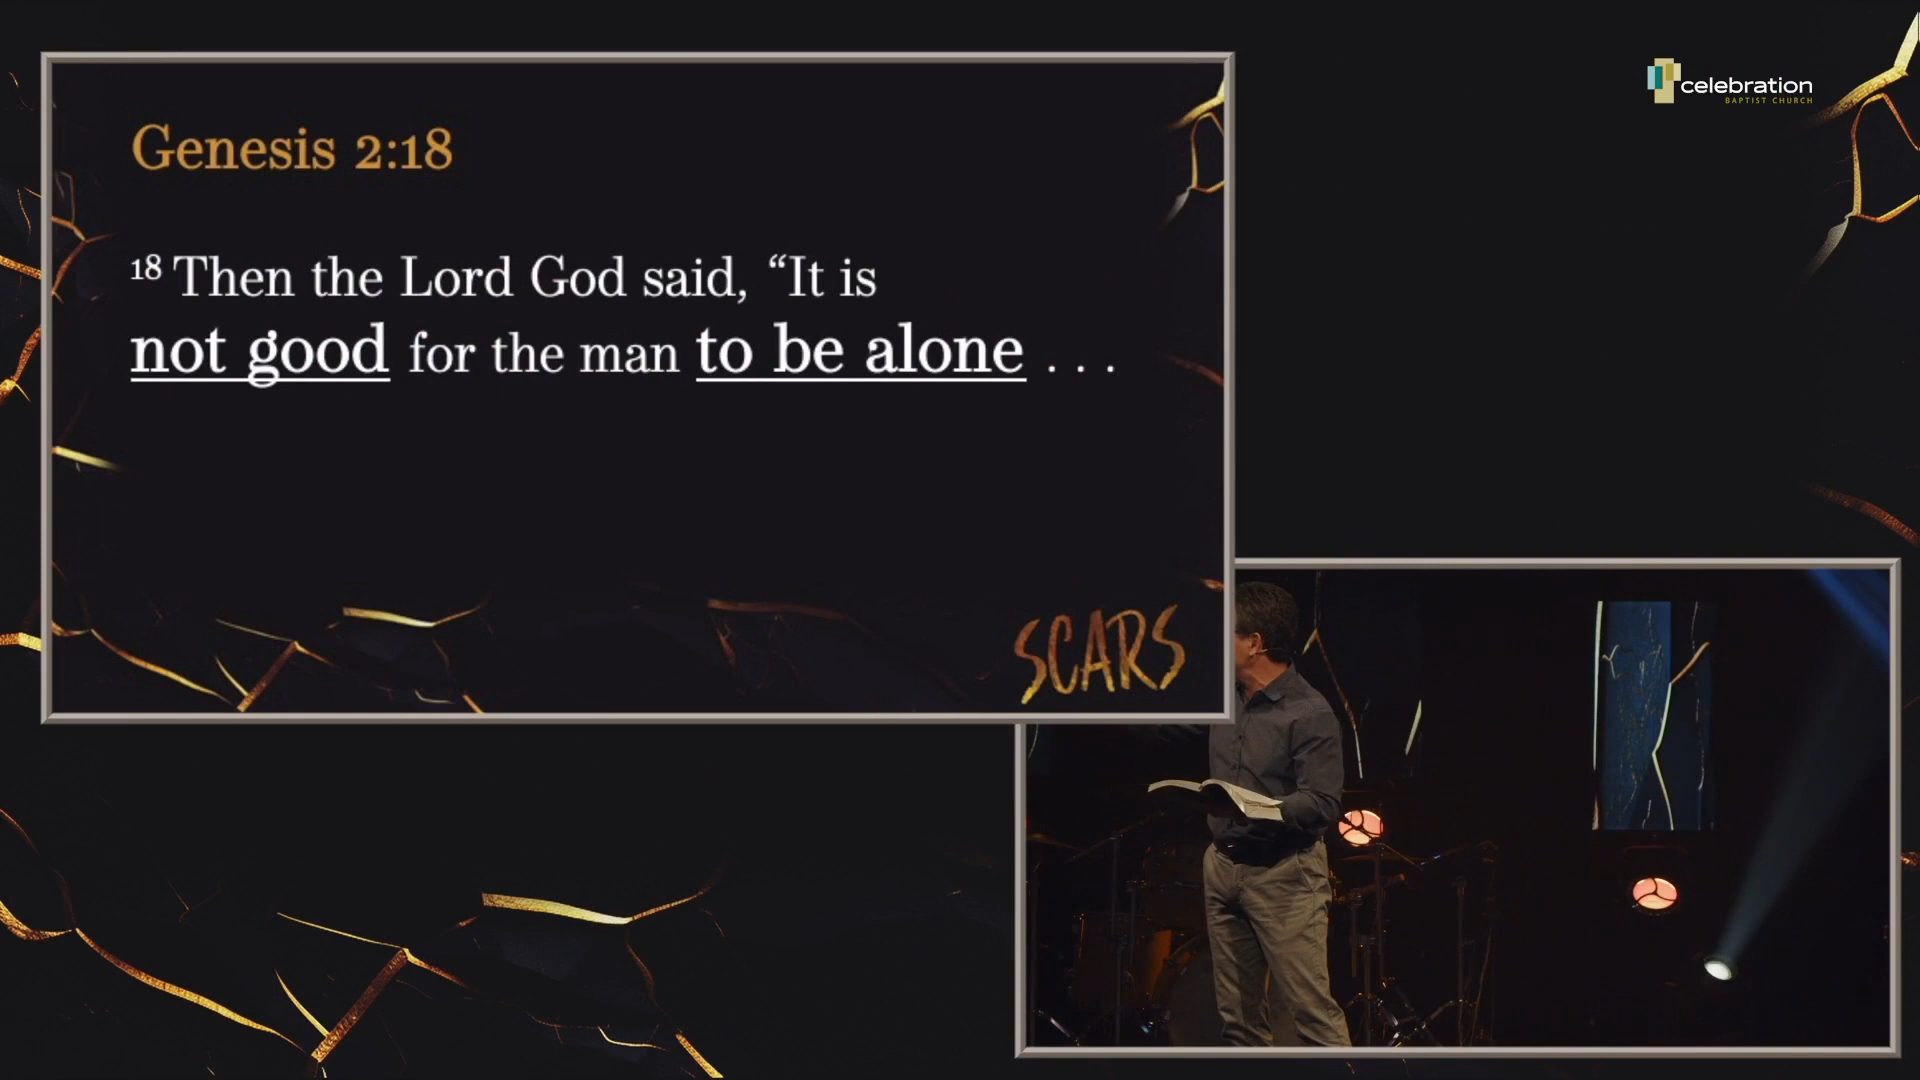 celebration
BAPTIST CHURCH
Genesis 2:18
18 Then the Lord God said, “It is
not good for the man to be alone . . .
SCARS